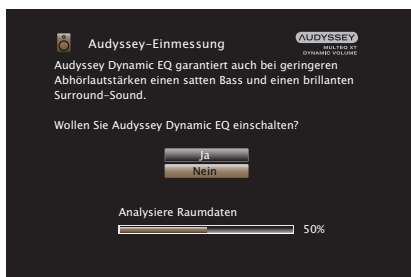 Audyssey-Einmessung
AUDYSSEY
MULTEQ XT
DYNAMIC VOLUME
Audyssey Dynamic EQ garantiert auch bei geringeren
Abhörlautstärken einen satten Bass und einen brillanten
Surround-Sound.
Wollen Sie Audyssey Dynamic EQ einschalten?
Ja
Nein
Analysiere Raumdaten
50%